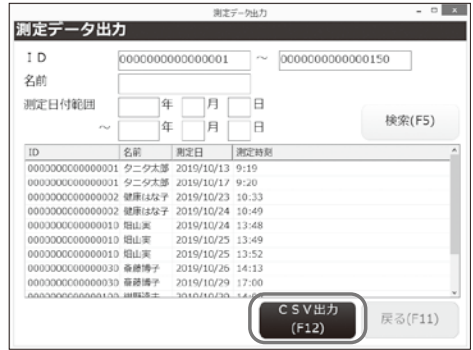 測定データ出力
測定データ出力
ID 0000000000000001 ～ 0000000000000150
名前
測定日付範囲 年 月 日
～ 年 月 日
検索(F5)
ID 名前 測定日 測定時刻
0000000000000001 タニタ太郎 2019/10/13 9:19
0000000000000001 タニタ太郎 2019/10/17 9:20
0000000000000002 健康はな子 2019/10/23 10:33
0000000000000002 健康はな子 2019/10/24 10:49
0000000000000010 畑山実 2019/10/24 13:48
0000000000000010 畑山実 2019/10/25 13:49
0000000000000010 畑山実 2019/10/25 13:52
0000000000000030 斎藤博子 2019/10/26 14:13
0000000000000030 斎藤博子 2019/10/29 17:00
CSV出力
(F12)
戻る(F11)